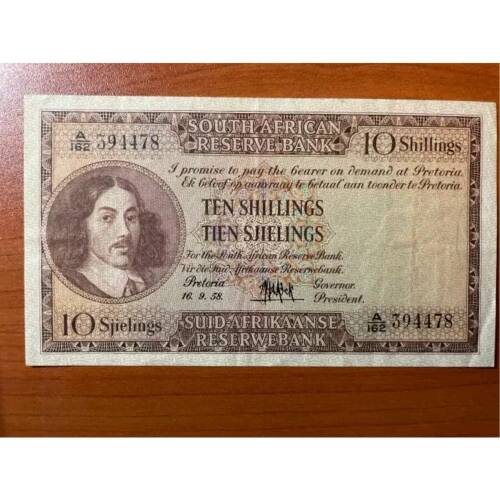 SOUTH AFRICAN
RESERVE BANK
A/162 394478
10 Shillings
I promise to pay the bearer on demand at Pretoria.
Ek beloof op aanvraag te betaal aan toonder te Pretoria.
TEN SHILLINGS
TIEN SJIELINGS
For the South African Reserve Bank.
Vir die Suid-Afrikaanse Reserwebank.
Pretoria
Governor.
16.9.58.
President.
10 Sjielings
SUID-AFRIKAANSE
RESERWEBANK
A/162 394478